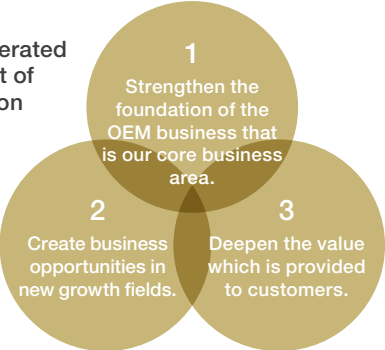 erated
t of
on
1
Strengthen the
foundation of the
OEM business that
is our core business
area.
2
Create business
opportunities in
new growth fields.
3
Deepen the value
which is provided
to customers.